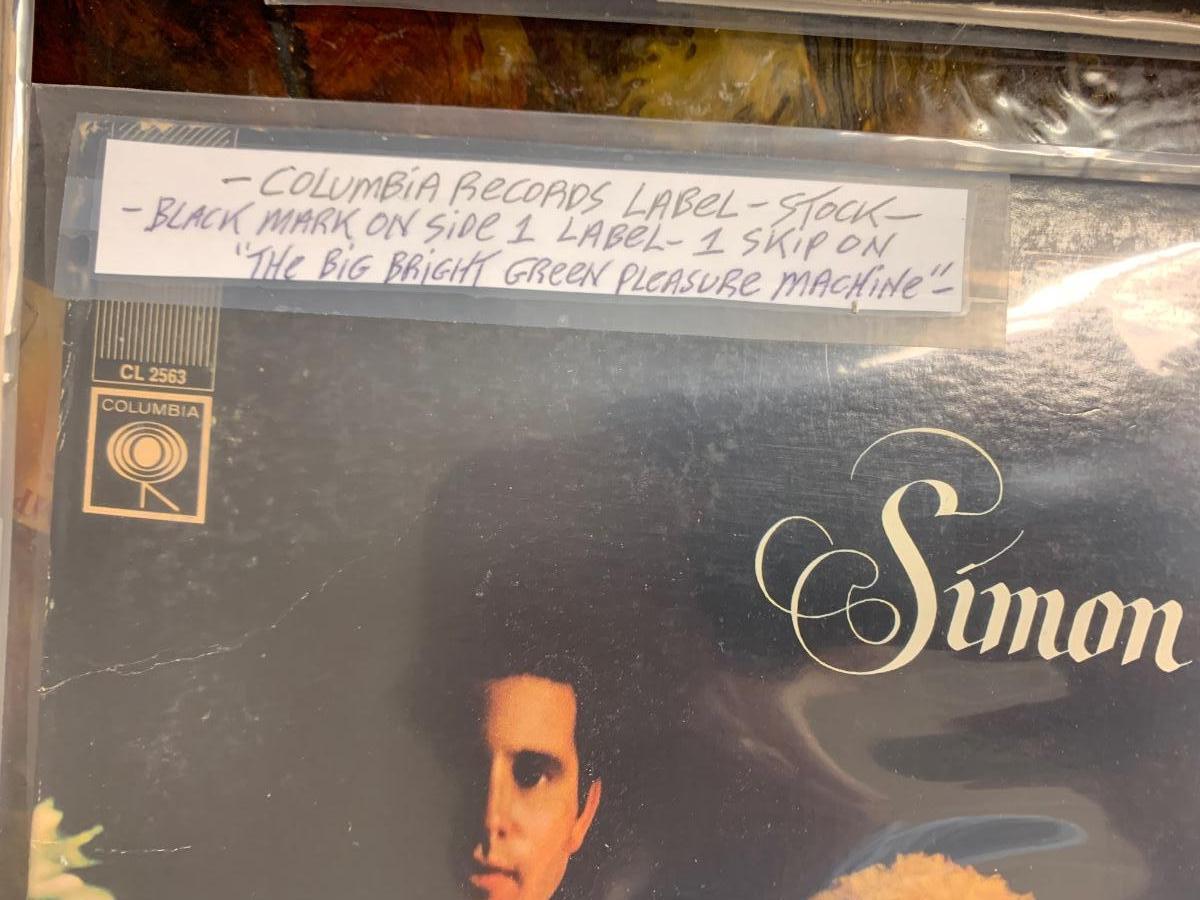 - COLUMBiA RECORDS LABeL - STOCK -
- BLACK MARK ON SiDe 1 LABEL - 1 SKIP ON
"THe BiG BRiGHT GReeN PLeASURe MACHiNe" -
CL 2563
COLUMBIA
Simon